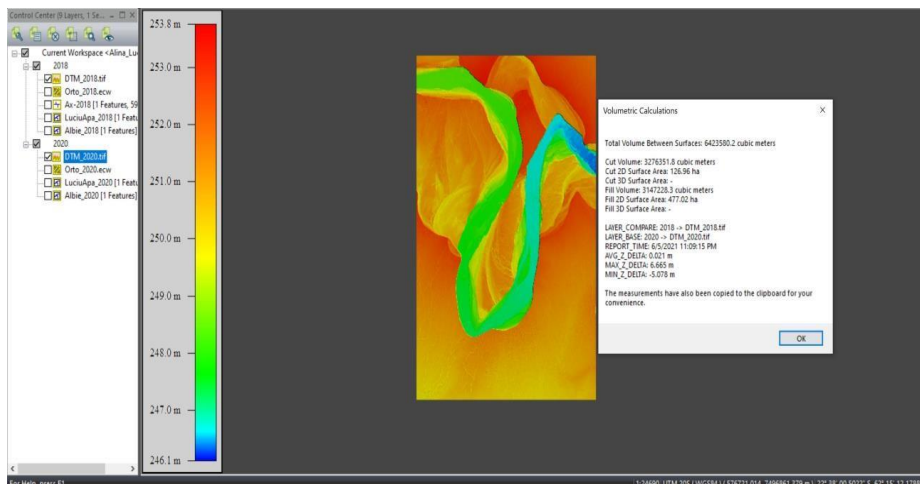 Control Center (9 Layers, 1 Se...
Current Workspace <Alina_Luc
2018
DTM_2018.tif
Orto_2018.ecw
Ax-2018 [1 Features, 59
LuciuApa_2018 [1 Featu
Albie_2018 [1 Features]
2020
DTM_2020.tif
Orto_2020.ecw
LuciuApa_2020 [1 Featu
Albie_2020 [1 Features]
253.8 m
253.0 m
252.0 m
251.0 m
250.0 m
249.0 m
248.0 m
247.0 m
246.1 m
Volumetric Calculations
Total Volume Between Surfaces: 6423580.2 cubic meters
Cut Volume: 3276351.8 cubic meters
Cut 2D Surface Area: 126.96 ha
Cut 3D Surface Area: -
Fill Volume: 3147228.3 cubic meters
Fill 2D Surface Area: 477.02 ha
Fill 3D Surface Area: -
LAYER_COMPARE: 2018 -> DTM_2018.tif
LAYER_BASE: 2020 -> DTM_2020.tif
REPORT_TIME: 6/5/2021 11:09:15 PM
AVG_Z_DELTA: 0.021 m
MAX_Z_DELTA: 6.665 m
MIN_Z_DELTA: -5.078 m
The measurements have also been copied to the clipboard for your
convenience.
OK
For Help, press F1